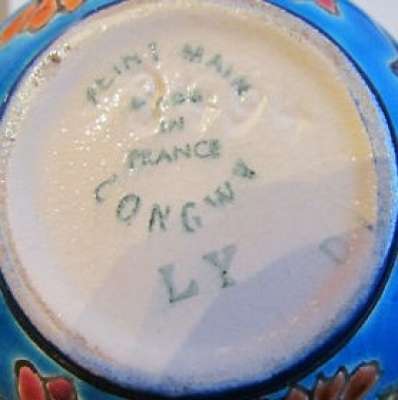 PEINT MAIN
MADE
IN
FRANCE
LONGWY
LY D